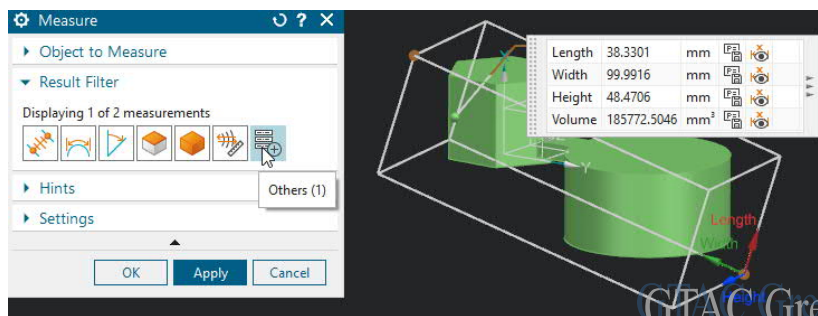 Measure
Object to Measure
Result Filter
Displaying 1 of 2 measurements
Others (1)
Hints
Settings
OK Apply Cancel
Length 38.3301 mm
Width 99.9916 mm
Height 48.4706 mm
Volume 185772.5046 mm³
Y
Length
Width
Height
GTAC Gre